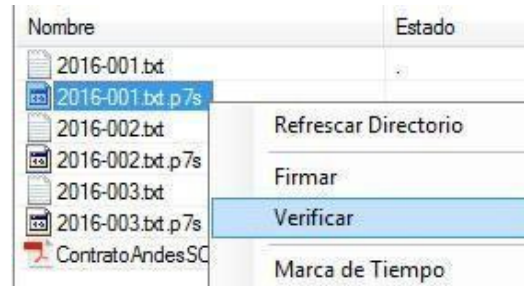 Nombre Estado
2016-001.txt .
2016-001.txt.p7s
2016-002.txt Refrescar Directorio
2016-002.txt.p7s
2016-003.txt Firmar
2016-003.txt.p7s Verificar
ContratoAndesSC
Marca de Tiempo